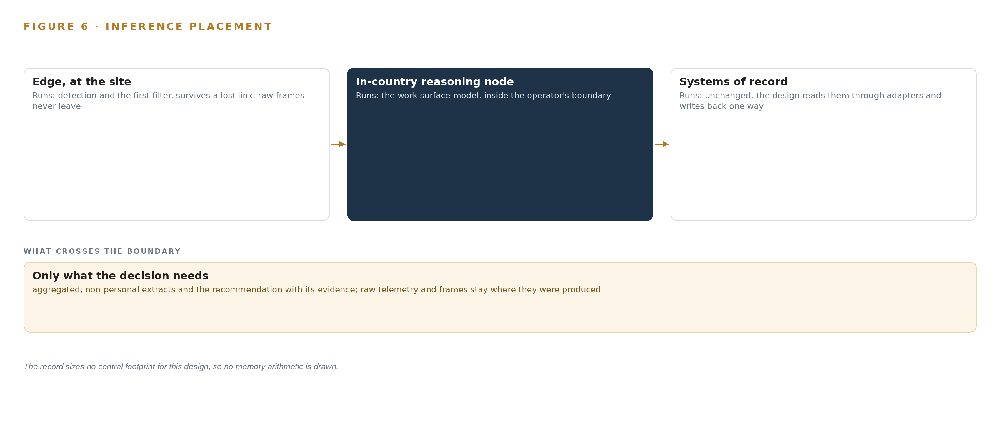 FIGURE 6 · INFERENCE PLACEMENT
Edge, at the site
Runs: detection and the first filter. survives a lost link; raw frames
never leave
In-country reasoning node
Runs: the work surface model. inside the operator's boundary
Systems of record
Runs: unchanged. the design reads them through adapters and
writes back one way
WHAT CROSSES THE BOUNDARY
Only what the decision needs
aggregated, non-personal extracts and the recommendation with its evidence; raw telemetry and frames stay where they were produced
The record sizes no central footprint for this design, so no memory arithmetic is drawn.